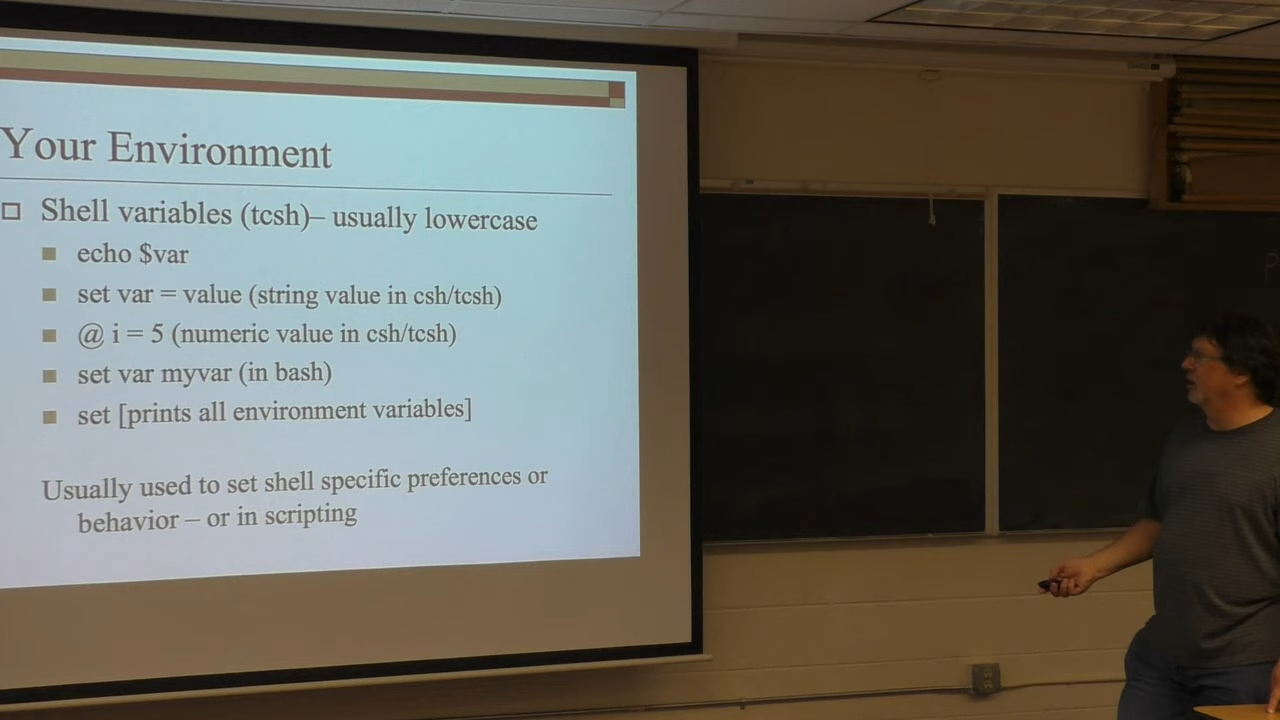 Your Environment
Shell variables (tcsh)– usually lowercase
echo $var
set var = value (string value in csh/tcsh)
@ i = 5 (numeric value in csh/tcsh)
set var myvar (in bash)
set [prints all environment variables]
Usually used to set shell specific preferences or
behavior – or in scripting